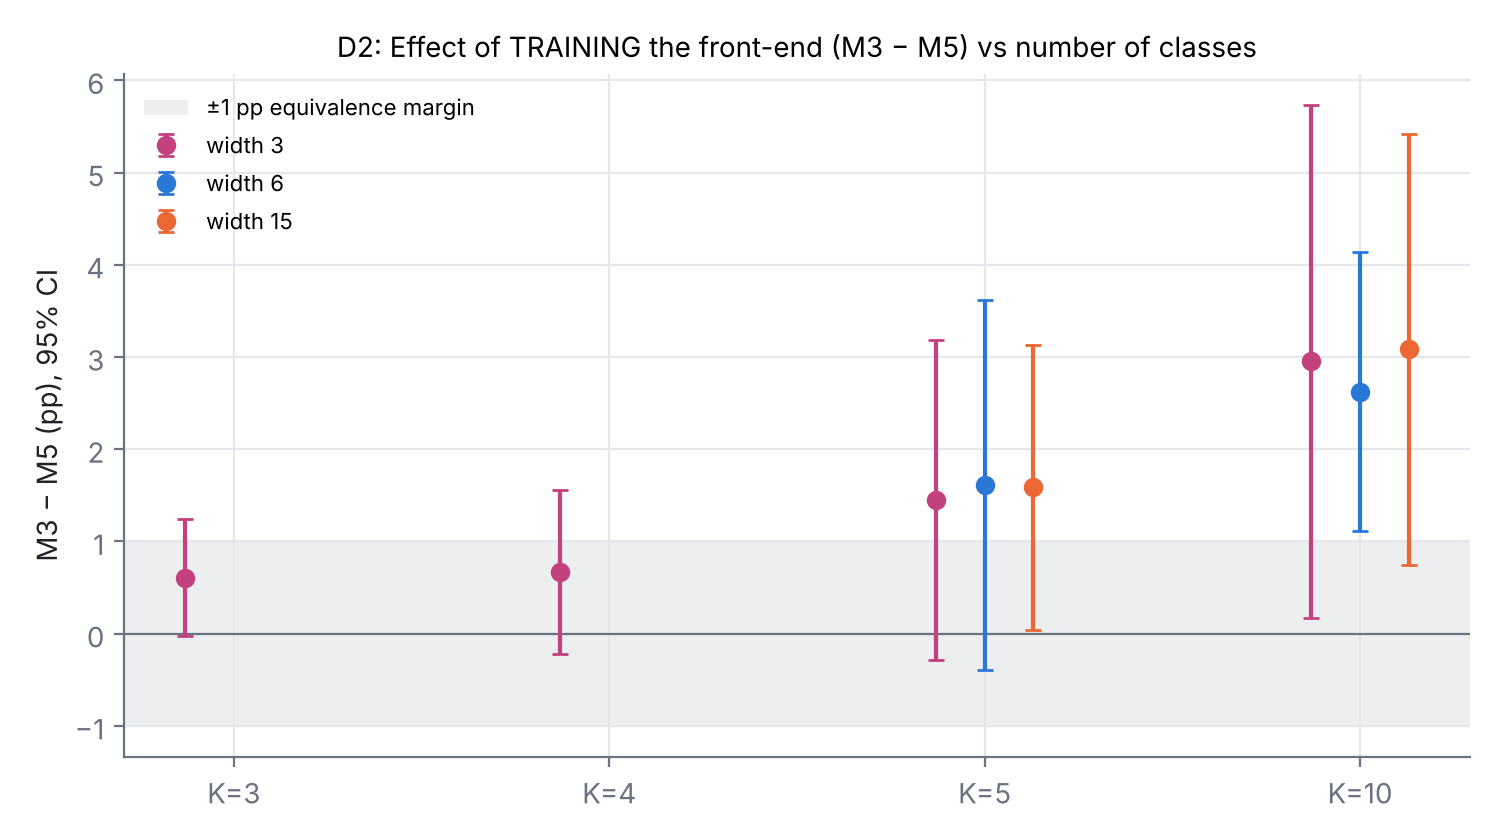 D2: Effect of TRAINING the front-end (M3 − M5) vs number of classes
±1 pp equivalence margin
width 3
width 6
width 15
M3 − M5 (pp), 95% CI
6
5
4
3
2
1
0
−1
K=3
K=4
K=5
K=10